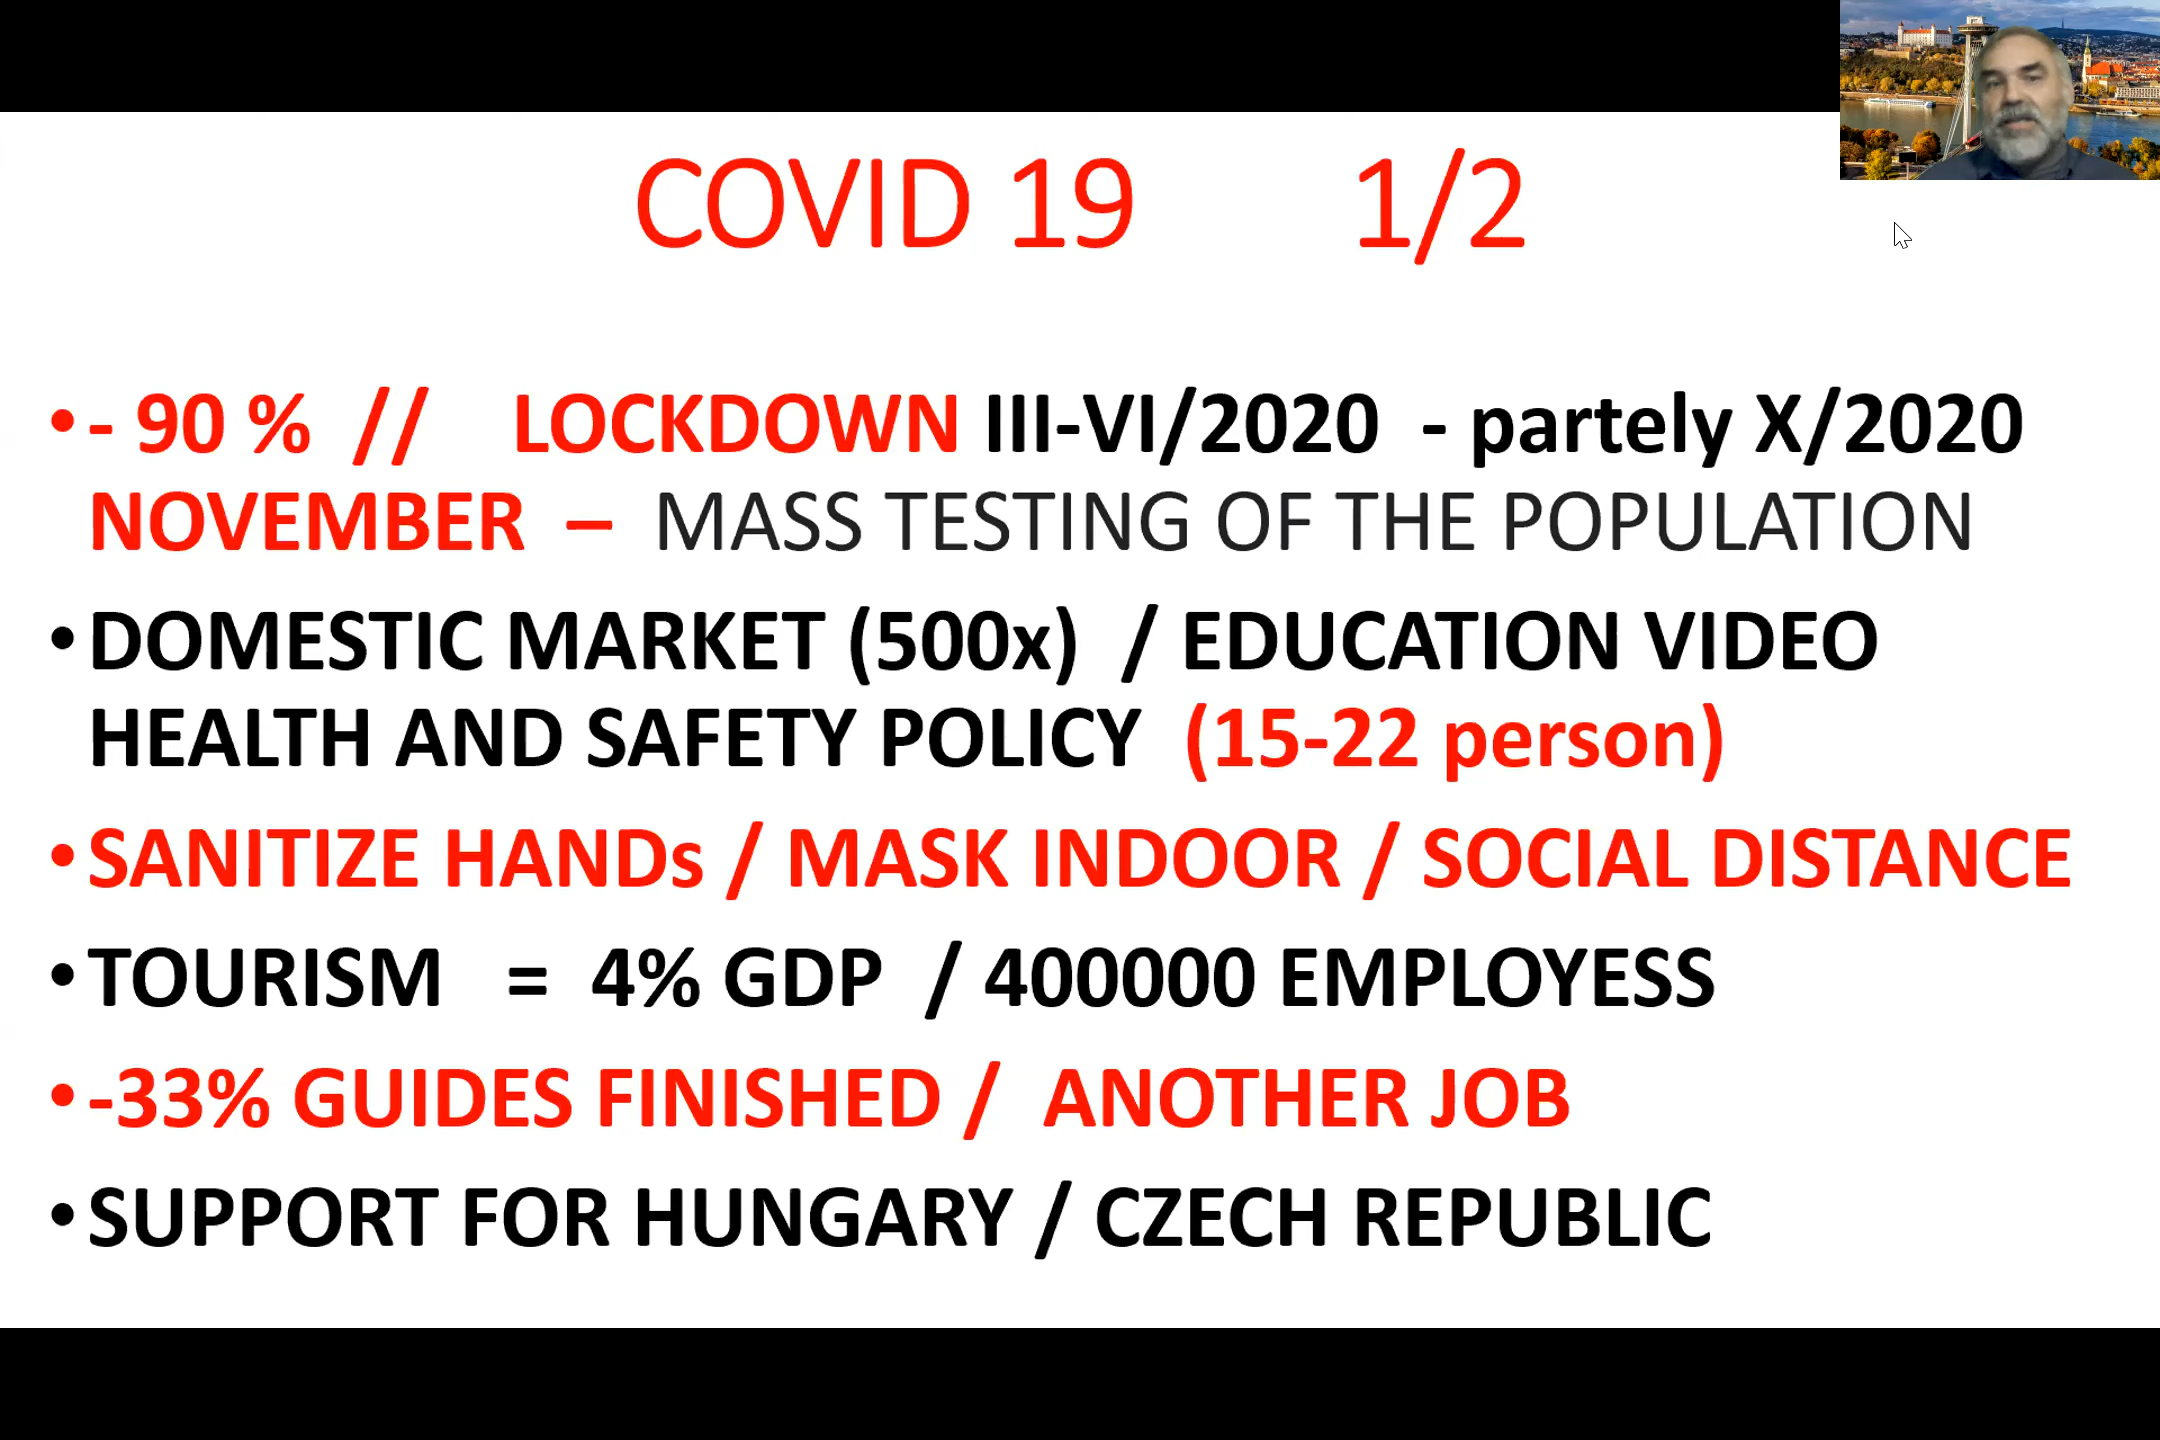 COVID 19 1/2
• - 90 % // LOCKDOWN III-VI/2020 - partely X/2020
NOVEMBER – MASS TESTING OF THE POPULATION
• DOMESTIC MARKET (500x) / EDUCATION VIDEO
HEALTH AND SAFETY POLICY (15-22 person)
• SANITIZE HANDs / MASK INDOOR / SOCIAL DISTANCE
• TOURISM = 4% GDP / 400000 EMPLOYESS
• -33% GUIDES FINISHED / ANOTHER JOB
• SUPPORT FOR HUNGARY / CZECH REPUBLIC